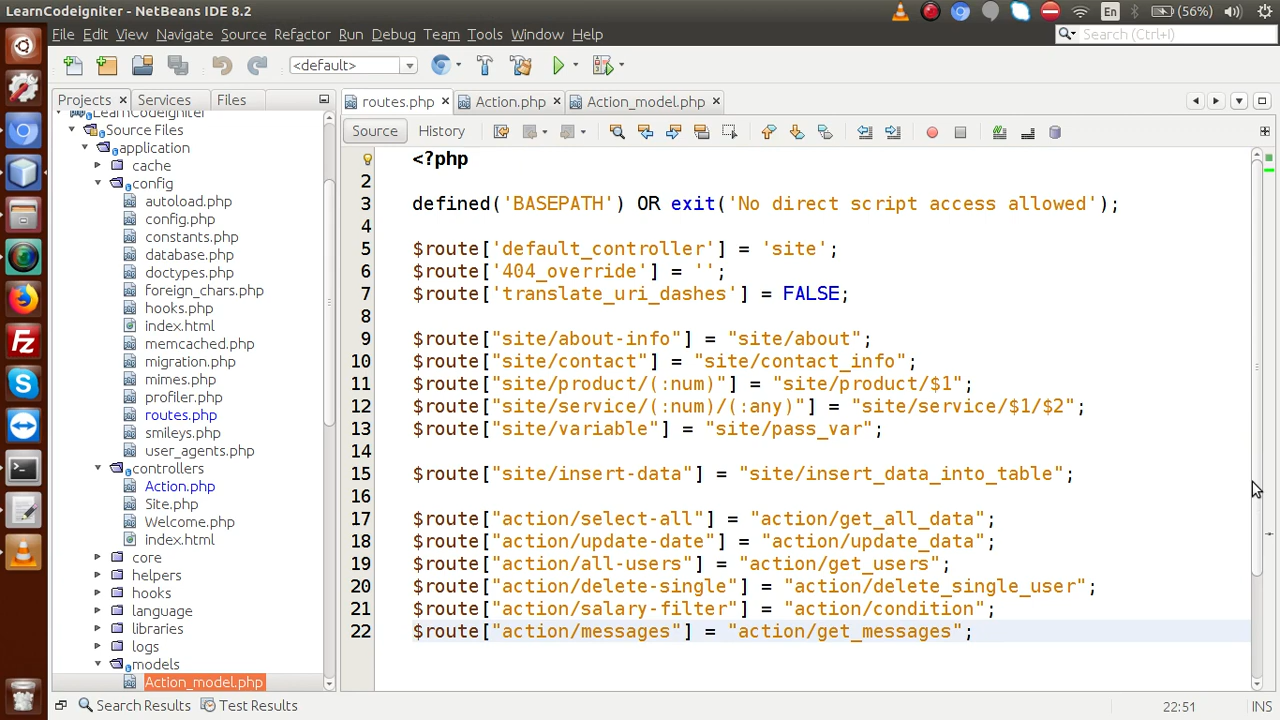 LearnCodeigniter - NetBeans IDE 8.2
En
(56%)
File Edit View Navigate Source Refactor Run Debug Team Tools Window Help
Search (Ctrl+I)
<default>
Projects Services Files
routes.php Action.php Action_model.php
Source History
LearnCodeigniter
Source Files
application
cache
config
autoload.php
config.php
constants.php
database.php
doctypes.php
foreign_chars.php
hooks.php
index.html
memcached.php
migration.php
mimes.php
profiler.php
routes.php
smileys.php
user_agents.php
controllers
Action.php
Site.php
Welcome.php
index.html
core
helpers
hooks
language
libraries
logs
models
Action_model.php
<?php
2
3 defined('BASEPATH') OR exit('No direct script access allowed');
4
5 $route['default_controller'] = 'site';
6 $route['404_override'] = '';
7 $route['translate_uri_dashes'] = FALSE;
8
9 $route["site/about-info"] = "site/about";
10 $route["site/contact"] = "site/contact_info";
11 $route["site/product/(:num)"] = "site/product/$1";
12 $route["site/service/(:num)/(:any)"] = "site/service/$1/$2";
13 $route["site/variable"] = "site/pass_var";
14
15 $route["site/insert-data"] = "site/insert_data_into_table";
16
17 $route["action/select-all"] = "action/get_all_data";
18 $route["action/update-date"] = "action/update_data";
19 $route["action/all-users"] = "action/get_users";
20 $route["action/delete-single"] = "action/delete_single_user";
21 $route["action/salary-filter"] = "action/condition";
22 $route["action/messages"] = "action/get_messages";
Search Results Test Results
22:51 INS